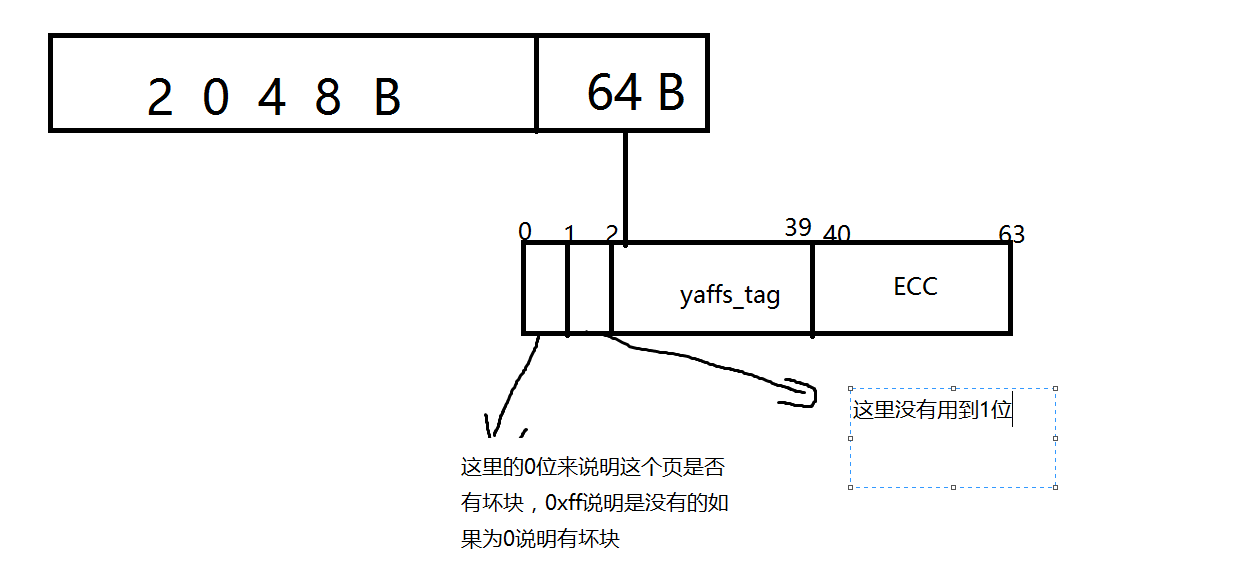 2 0 4 8 B
64 B
0
1
2
39
40
63
yaffs_tag
ECC
这里没有用到1位
这里的0位来说明这个页是否
有坏块，0xff说明是没有的如
果为0说明有坏块